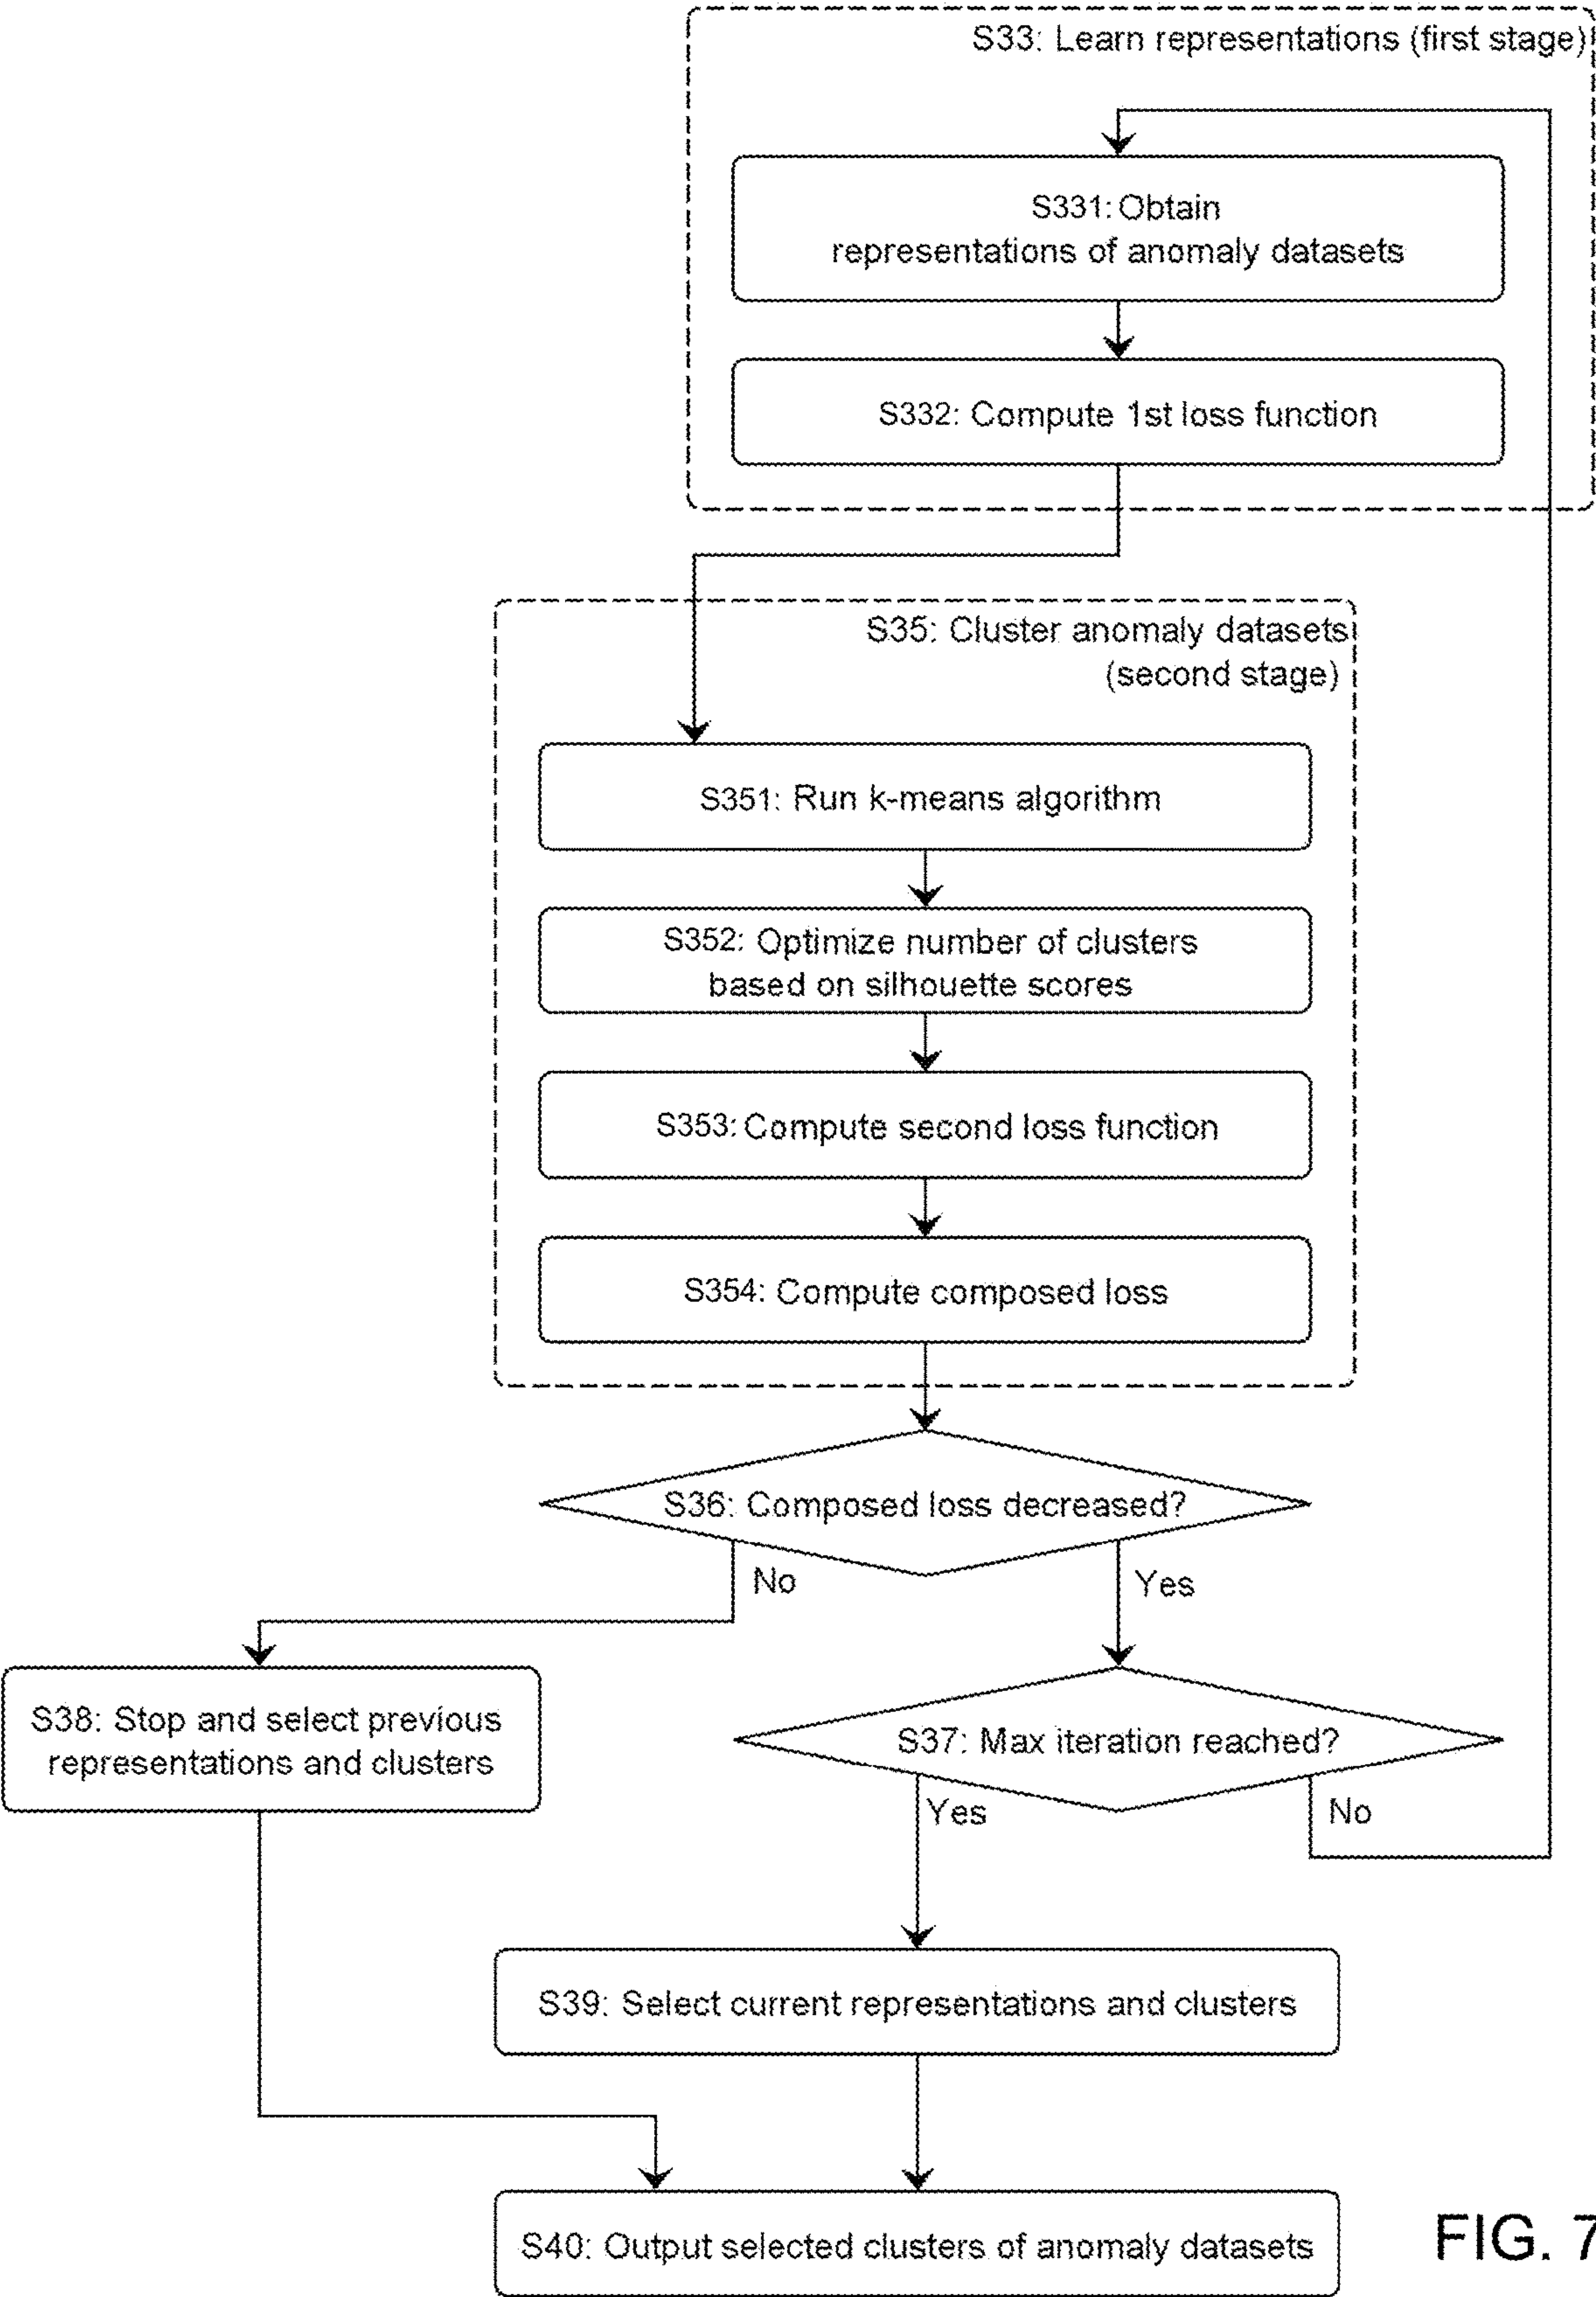 S33: Learn representations (first stage)
S331: Obtain
representations of anomaly datasets
S332: Compute 1st loss function
S35: Cluster anomaly datasets
(second stage)
S351: Run k-means algorithm
S352: Optimize number of clusters
based on silhouette scores
S353: Compute second loss function
S354: Compute composed loss
S36: Composed loss decreased?
No
Yes
S38: Stop and select previous
representations and clusters
S37: Max iteration reached?
Yes
No
S39: Select current representations and clusters
S40: Output selected clusters of anomaly datasets
FIG. 7